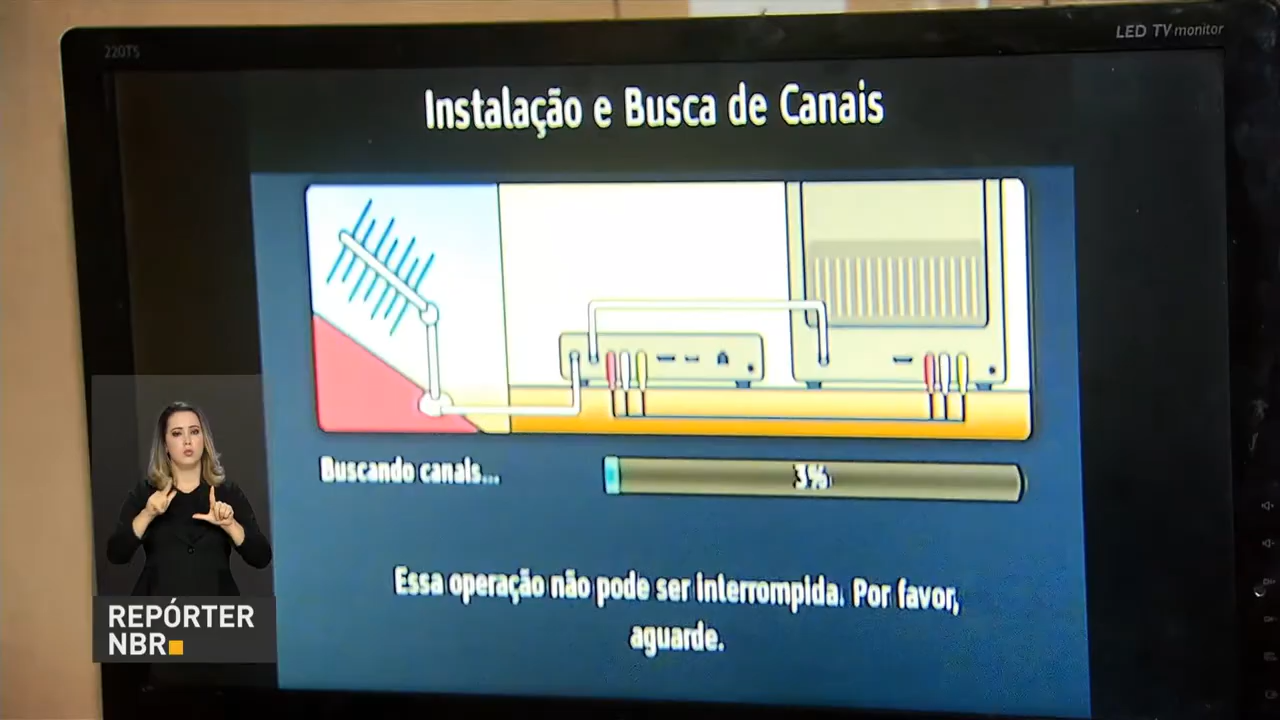 220T5
LED TV monitor
Instalação e Busca de Canais
Buscando canais...
3%
Essa operação não pode ser interrompida. Por favor,
aguarde.
REPÓRTER
NBR